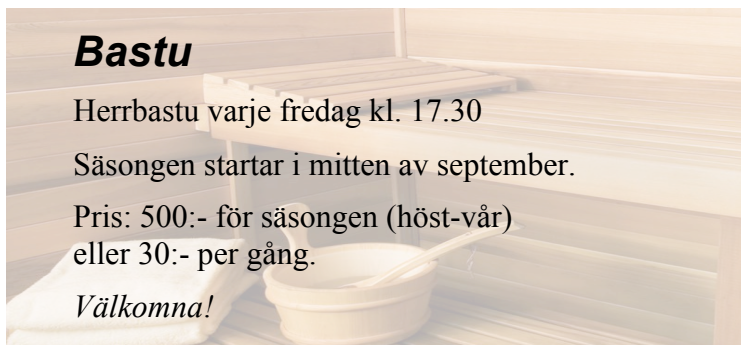 Bastu
Herrbastu varje fredag kl. 17.30
Säsongen startar i mitten av september.
Pris: 500:- för säsongen (höst-vår)
eller 30:- per gång.
Välkomna!